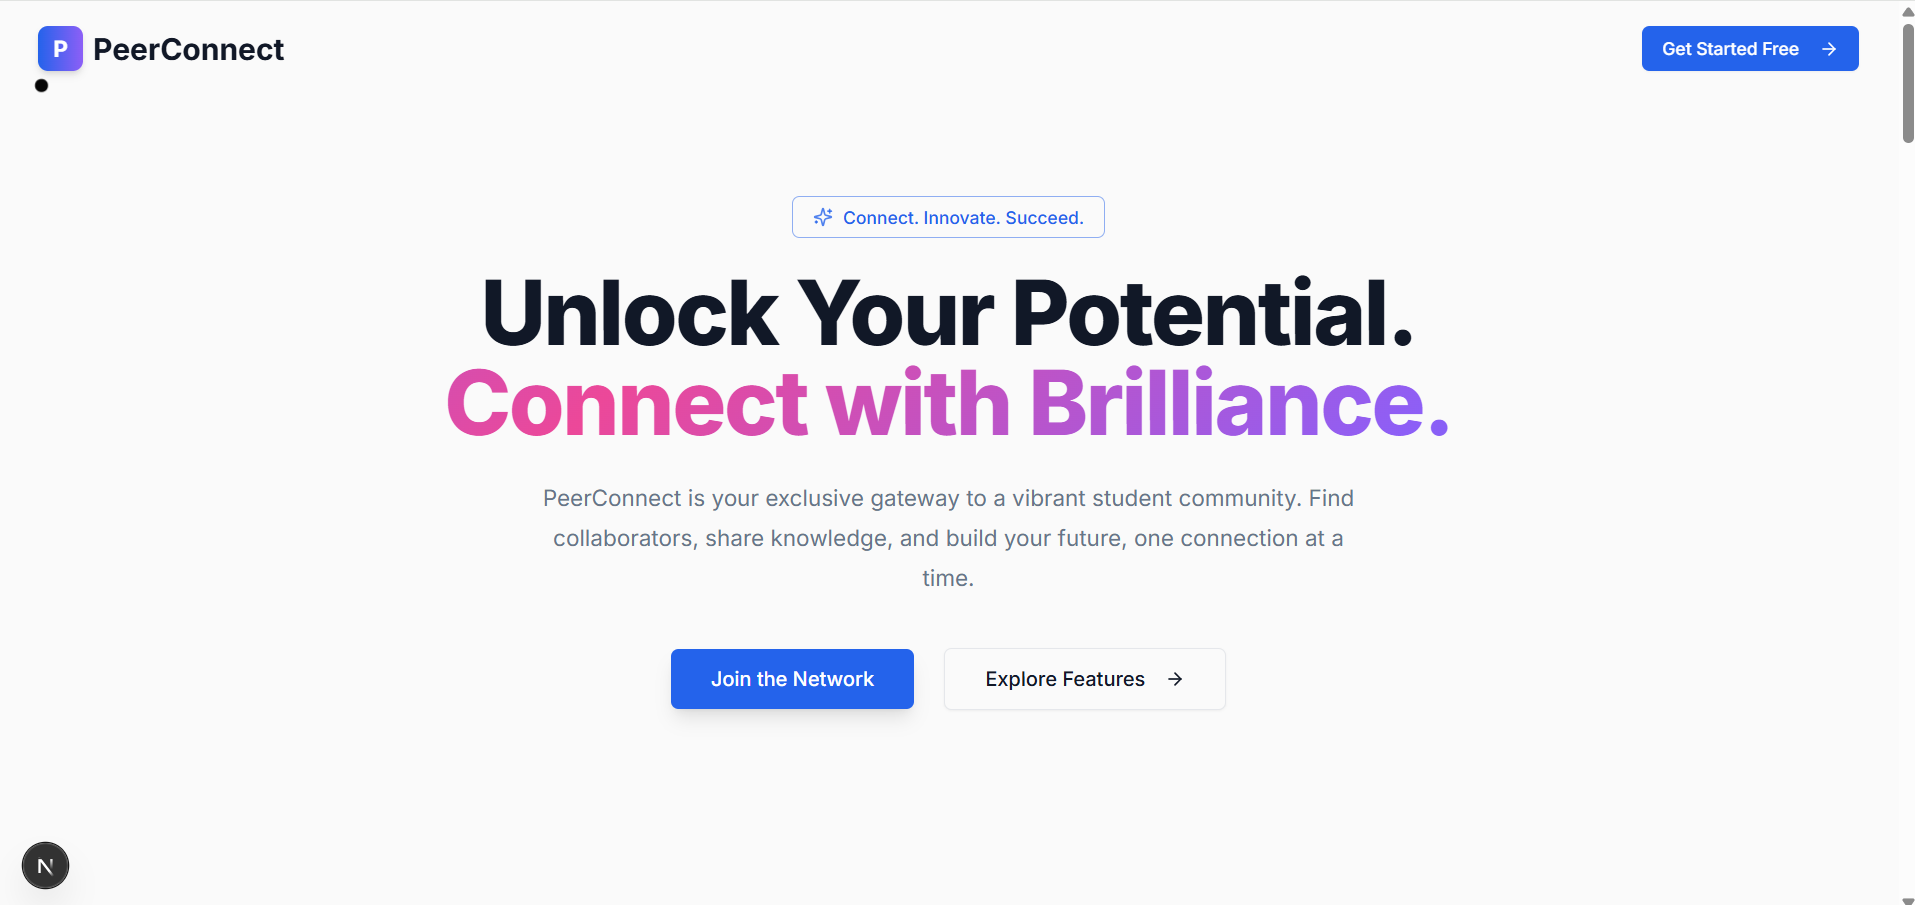 P PeerConnect
Get Started Free
Connect. Innovate. Succeed.
Unlock Your Potential.
Connect with Brilliance.
PeerConnect is your exclusive gateway to a vibrant student community. Find
collaborators, share knowledge, and build your future, one connection at a
time.
Join the Network
Explore Features
N